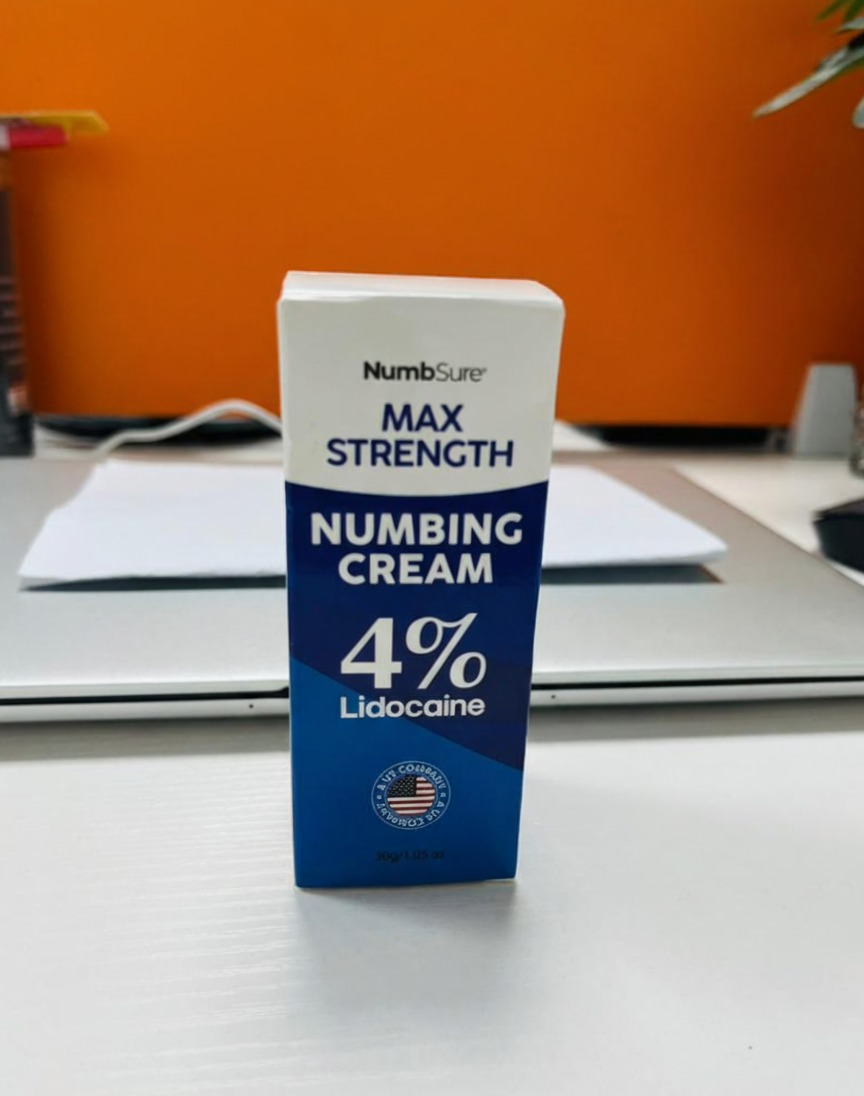 NumbSure®
MAX
STRENGTH
NUMBING
CREAM
4%
Lidocaine
30g/1.05 oz